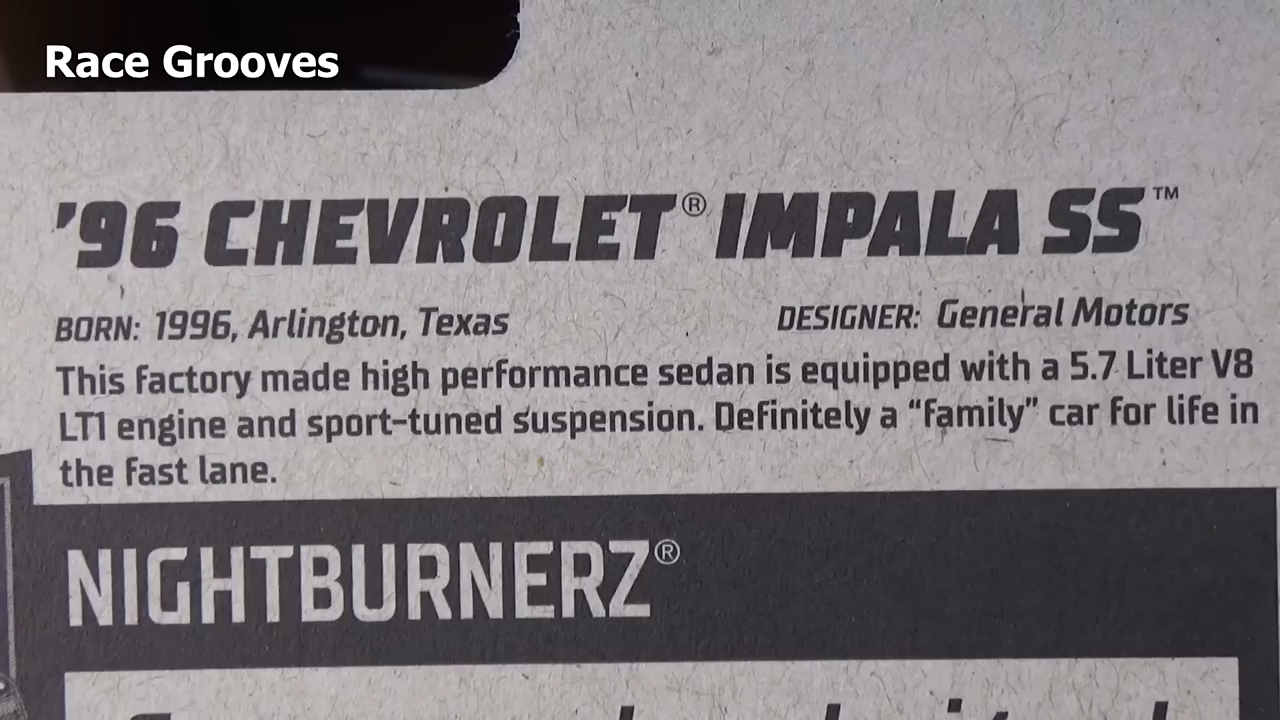 Race Grooves
'96 CHEVROLET® IMPALA SS™
BORN: 1996, Arlington, Texas DESIGNER: General Motors
This factory made high performance sedan is equipped with a 5.7 Liter V8
LT1 engine and sport-tuned suspension. Definitely a “family” car for life in
the fast lane.
NIGHTBURNERZ®